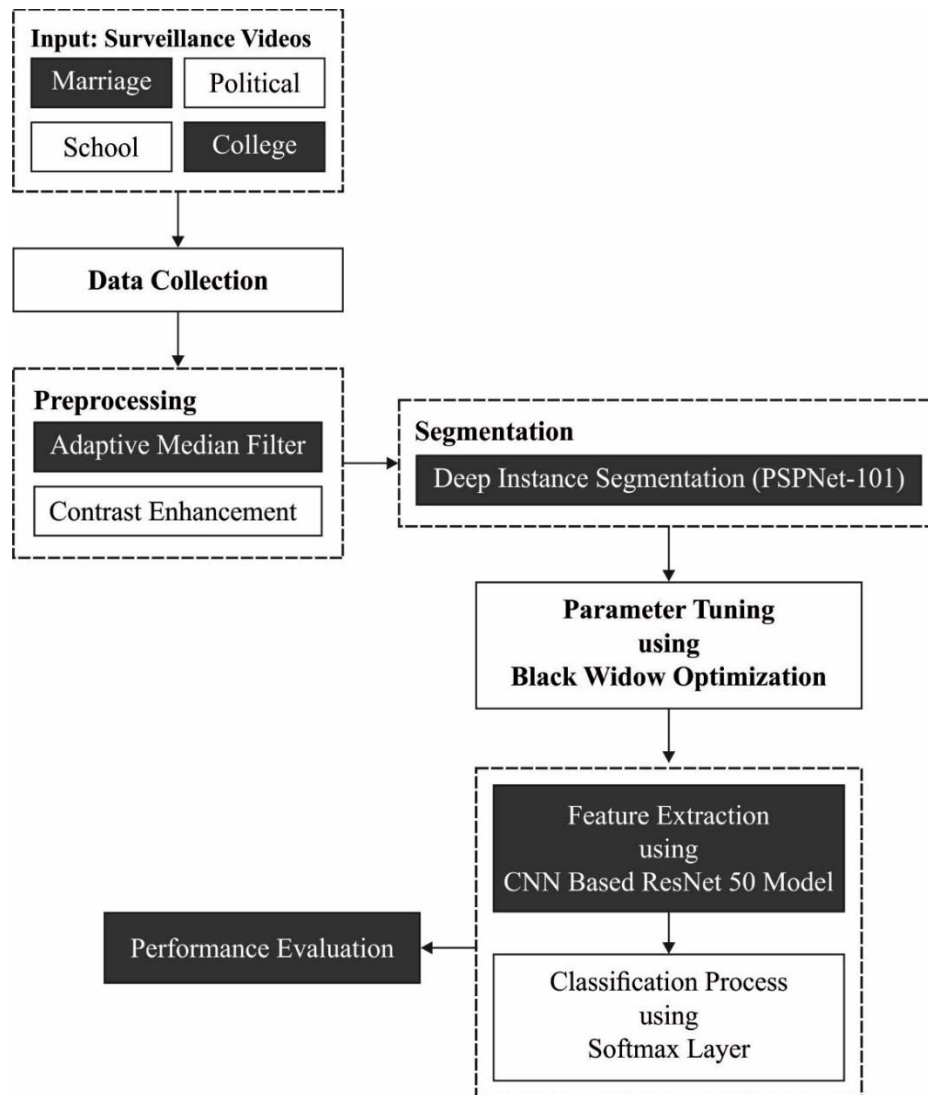 Input: Surveillance Videos
Marriage
Political
School
College
Data Collection
Preprocessing
Adaptive Median Filter
Contrast Enhancement
Segmentation
Deep Instance Segmentation (PSPNet-101)
Parameter Tuning
using
Black Widow Optimization
Feature Extraction
using
CNN Based ResNet 50 Model
Performance Evaluation
Classification Process
using
Softmax Layer